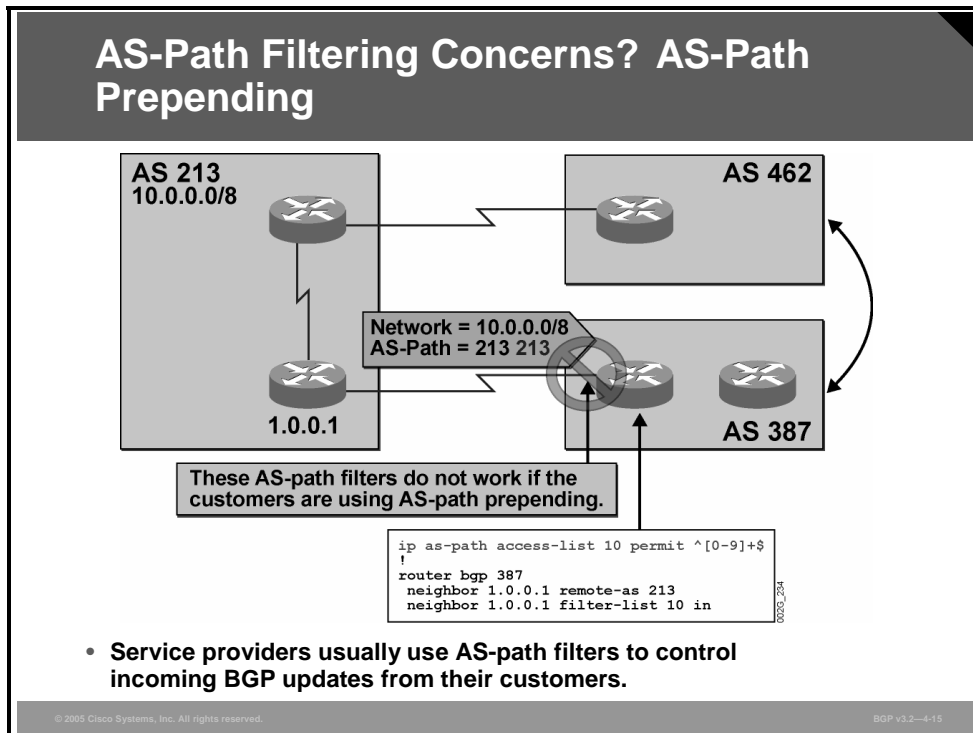 AS-Path Filtering Concerns? AS-Path
Prepending
AS 213
10.0.0.0/8
AS 462
Network = 10.0.0.0/8
AS-Path = 213 213
1.0.0.1
AS 387
These AS-path filters do not work if the
customers are using AS-path prepending.
ip as-path access-list 10 permit ^[0-9]+$
!
router bgp 387
neighbor 1.0.0.1 remote-as 213
neighbor 1.0.0.1 filter-list 10 in
002G_234
• Service providers usually use AS-path filters to control
incoming BGP updates from their customers.
© 2005 Cisco Systems, Inc. All rights reserved.
BGP v3.2—4-15